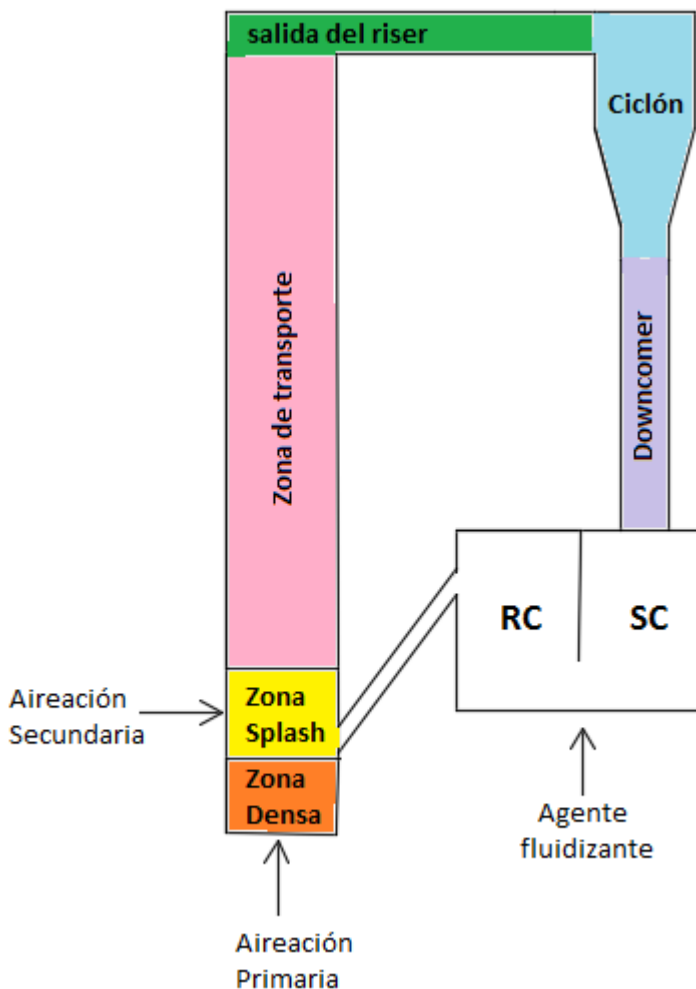 salida del riser
Ciclón
Zona de transporte
Downcomer
RC
SC
Aireación
Secundaria
Zona
Splash
Zona
Densa
Agente
fluidizante
Aireación
Primaria